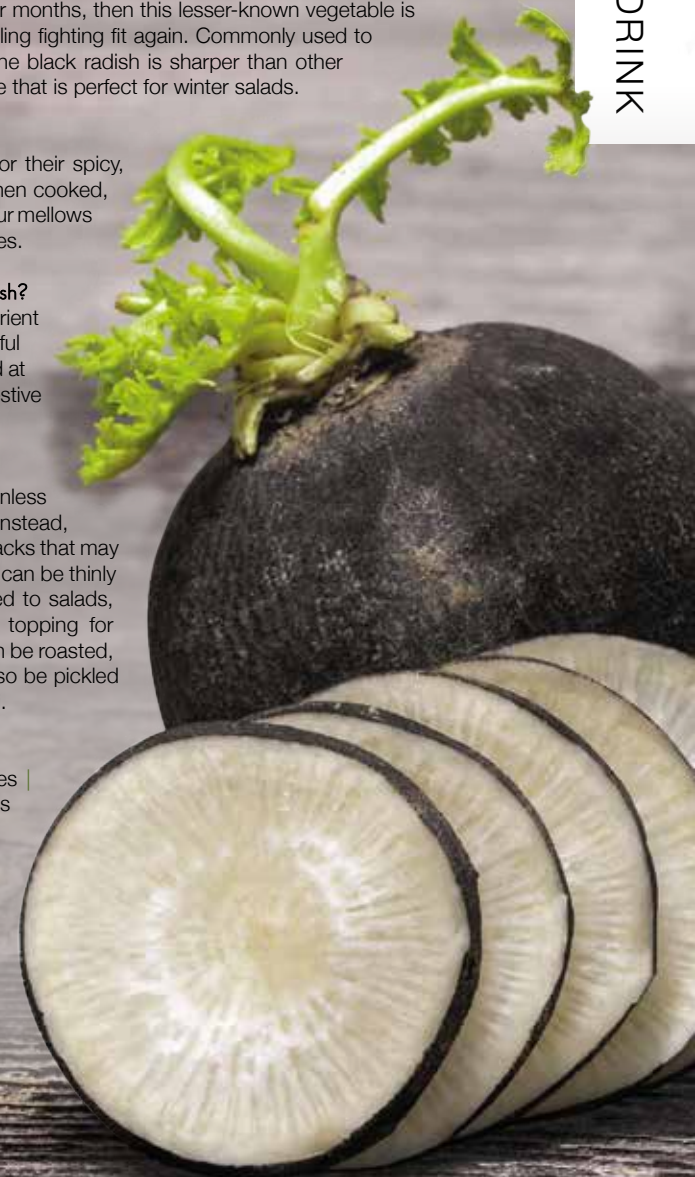 r months, then this lesser-known vegetable is
ling fighting fit again. Commonly used to
ne black radish is sharper than other
e that is perfect for winter salads.
or their spicy,
hen cooked,
ur mellows
es.
sh?
rient
ful
d at
stive
nless
nstead,
acks that may
can be thinly
ed to salads,
topping for
n be roasted,
so be pickled
.
es |
s
DRINK